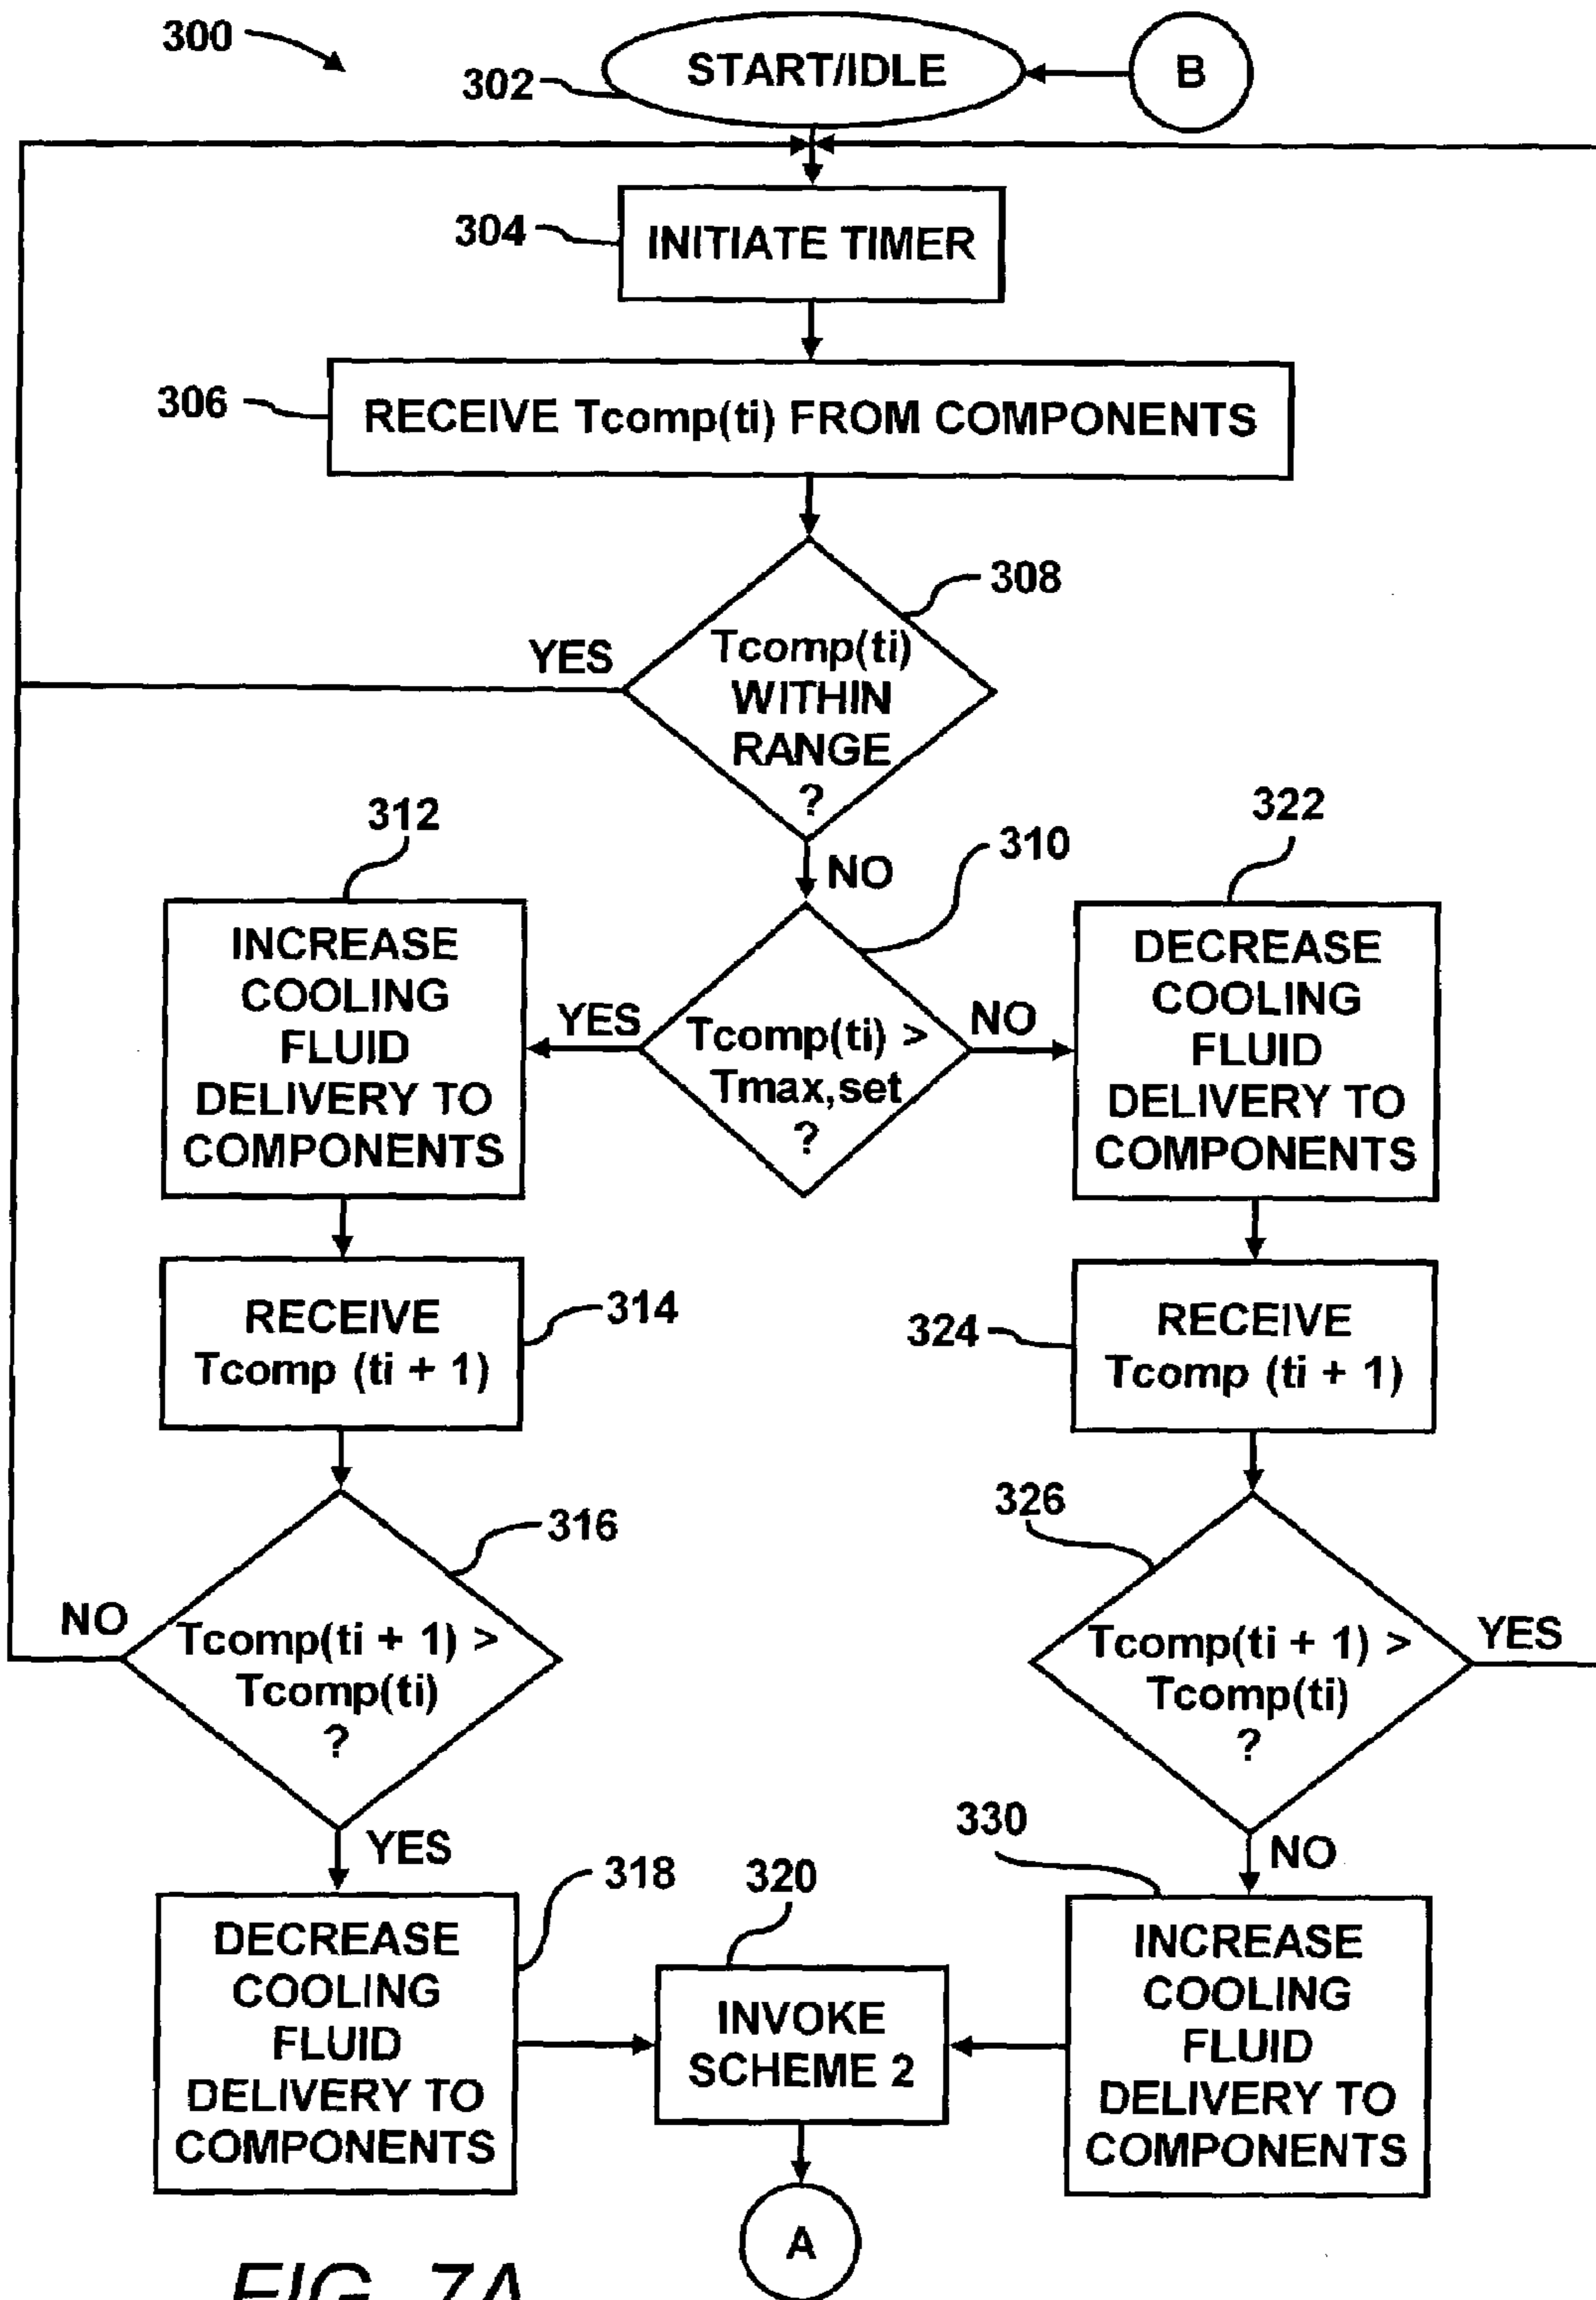 300
302
START/IDLE
B
304
INITIATE TIMER
306
RECEIVE Tcomp(ti) FROM COMPONENTS
308
YES
Tcomp(ti)
WITHIN
RANGE
?
NO
312
INCREASE
COOLING
FLUID
DELIVERY TO
COMPONENTS
310
YES
Tcomp(ti) >
Tmax,set
?
NO
322
DECREASE
COOLING
FLUID
DELIVERY TO
COMPONENTS
RECEIVE
Tcomp (ti + 1)
314
324
RECEIVE
Tcomp (ti + 1)
316
NO
Tcomp(ti + 1) >
Tcomp(ti)
?
YES
326
Tcomp(ti + 1) >
Tcomp(ti)
?
YES
NO
318
DECREASE
COOLING
FLUID
DELIVERY TO
COMPONENTS
320
INVOKE
SCHEME 2
330
INCREASE
COOLING
FLUID
DELIVERY TO
COMPONENTS
A
FIG. 7A